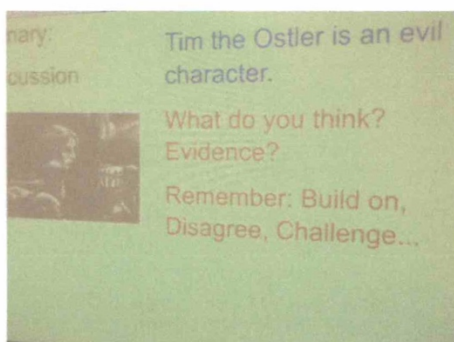 nary:
cussion
Tim the Ostler is an evil
character.
What do you think?
Evidence?
Remember: Build on,
Disagree, Challenge...